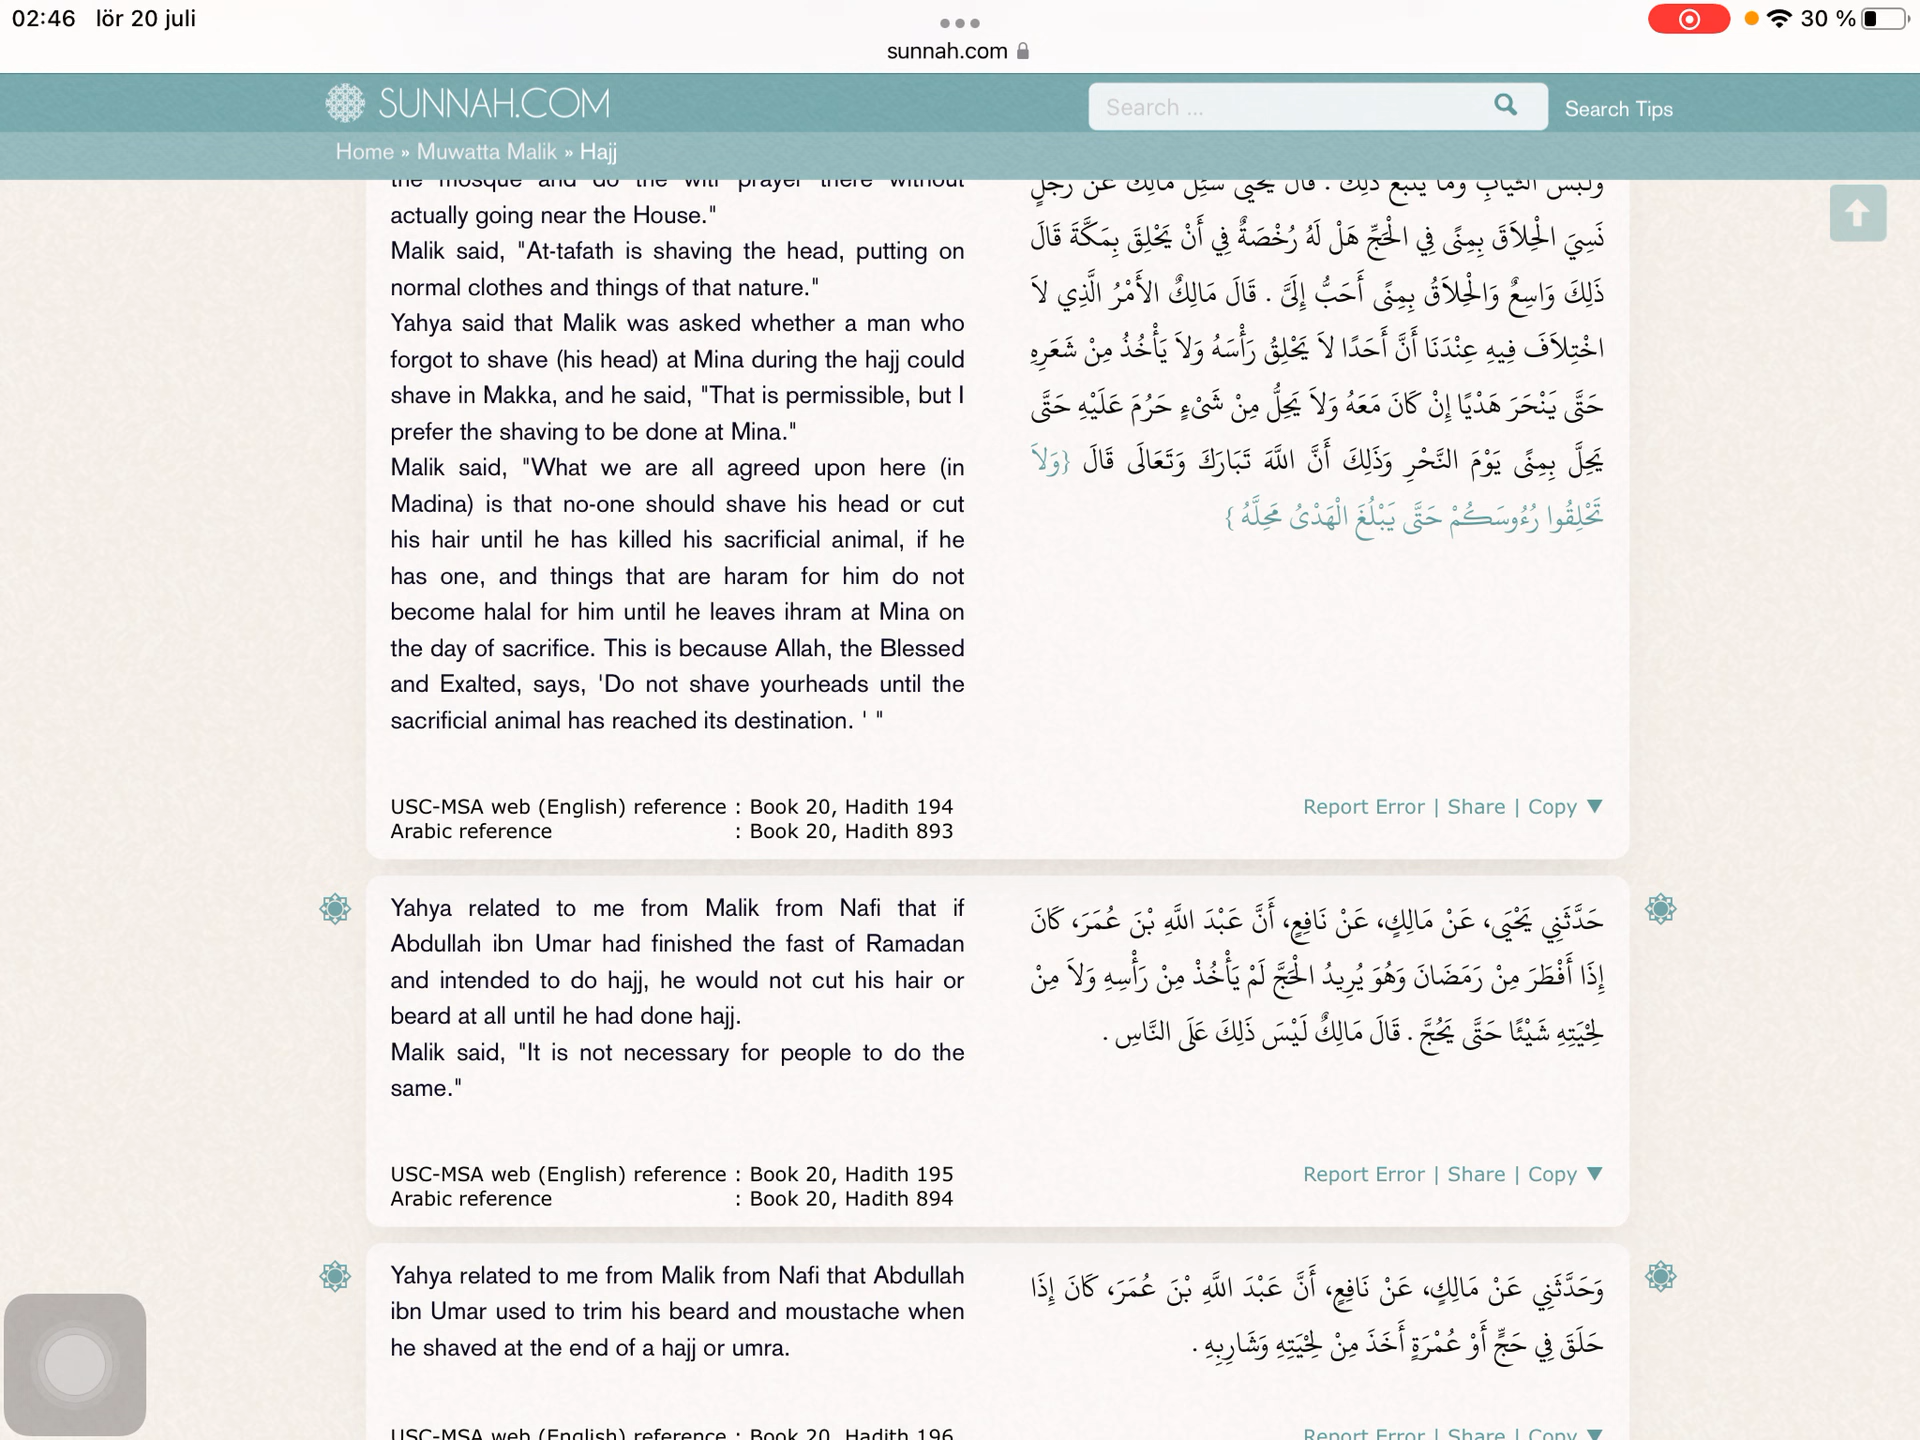 02:46 lör 20 juli
30 %
sunnah.com
SUNNAH.COM
Search ...
Search Tips
Home » Muwatta Malik » Hajj
the mosque and do the witr prayer there without
actually going near the House."
Malik said, "At-tafath is shaving the head, putting on
normal clothes and things of that nature."
Yahya said that Malik was asked whether a man who
forgot to shave (his head) at Mina during the hajj could
shave in Makka, and he said, "That is permissible, but I
prefer the shaving to be done at Mina."
Malik said, "What we are all agreed upon here (in
Madina) is that no-one should shave his head or cut
his hair until he has killed his sacrificial animal, if he
has one, and things that are haram for him do not
become halal for him until he leaves ihram at Mina on
the day of sacrifice. This is because Allah, the Blessed
and Exalted, says, 'Do not shave yourheads until the
sacrificial animal has reached its destination. ' "
وَلُبْسُ الثِّيَابِ وَمَا يَتْبَعُ ذَلِكَ . قَالَ يَحْيَى سُئِلَ مَالِكٌ عَنْ رَجُلٍ
نَسِيَ الْحِلاَقَ بِمِنًى فِي الْحَجِّ هَلْ لَهُ رُخْصَةٌ فِي أَنْ يَحْلِقَ بِمَكَّةَ قَالَ
ذَلِكَ وَاسِعٌ وَالْحِلاَقُ بِمِنًى أَحَبُّ إِلَىَّ . قَالَ مَالِكٌ الأَمْرُ الَّذِي لاَ
اخْتِلاَفَ فِيهِ عِنْدَنَا أَنَّ أَحَدًا لاَ يَحْلِقُ رَأْسَهُ وَلاَ يَأْخُذُ مِنْ شَعَرِهِ
حَتَّى يَنْحَرَ هَدْيًا إِنْ كَانَ مَعَهُ وَلاَ يَحِلُّ مِنْ شَىْءٍ حَرُمَ عَلَيْهِ حَتَّى
يَحِلَّ بِمِنًى يَوْمَ النَّحْرِ وَذَلِكَ أَنَّ اللَّهَ تَبَارَكَ وَتَعَالَى قَالَ {وَلاَ
تَحْلِقُوا رُءُوسَكُمْ حَتَّى يَبْلُغَ الْهَدْىُ مَحِلَّهُ }
USC-MSA web (English) reference : Book 20, Hadith 194
Arabic reference : Book 20, Hadith 893
Report Error | Share | Copy ▼
Yahya related to me from Malik from Nafi that if
Abdullah ibn Umar had finished the fast of Ramadan
and intended to do hajj, he would not cut his hair or
beard at all until he had done hajj.
Malik said, "It is not necessary for people to do the
same."
حَدَّثَنِي يَحْيَى، عَنْ مَالِكٍ، عَنْ نَافِعٍ، أَنَّ عَبْدَ اللَّهِ بْنَ عُمَرَ، كَانَ
إِذَا أَفْطَرَ مِنْ رَمَضَانَ وَهُوَ يُرِيدُ الْحَجَّ لَمْ يَأْخُذْ مِنْ رَأْسِهِ وَلاَ مِنْ
لِحْيَتِهِ شَيْئًا حَتَّى يَحُجَّ . قَالَ مَالِكٌ لَيْسَ ذَلِكَ عَلَى النَّاسِ .
USC-MSA web (English) reference : Book 20, Hadith 195
Arabic reference : Book 20, Hadith 894
Report Error | Share | Copy ▼
Yahya related to me from Malik from Nafi that Abdullah
ibn Umar used to trim his beard and moustache when
he shaved at the end of a hajj or umra.
وَحَدَّثَنِي عَنْ مَالِكٍ، عَنْ نَافِعٍ، أَنَّ عَبْدَ اللَّهِ بْنَ عُمَرَ، كَانَ إِذَا
حَلَقَ فِي حَجٍّ أَوْ عُمْرَةٍ أَخَذَ مِنْ لِحْيَتِهِ وَشَارِبِهِ .
USC-MSA web (English) reference : Book 20, Hadith 196
Report Error | Share | Copy ▼